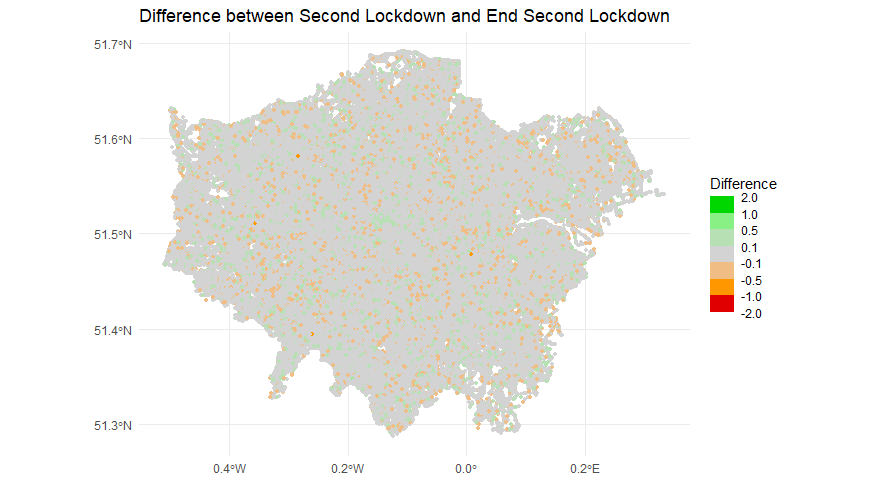 Difference between Second Lockdown and End Second Lockdown
51.7°N
51.6°N
51.5°N
51.4°N
51.3°N
0.4°W
0.2°W
0.0°
0.2°E
Difference
2.0
1.0
0.5
0.1
-0.1
-0.5
-1.0
-2.0